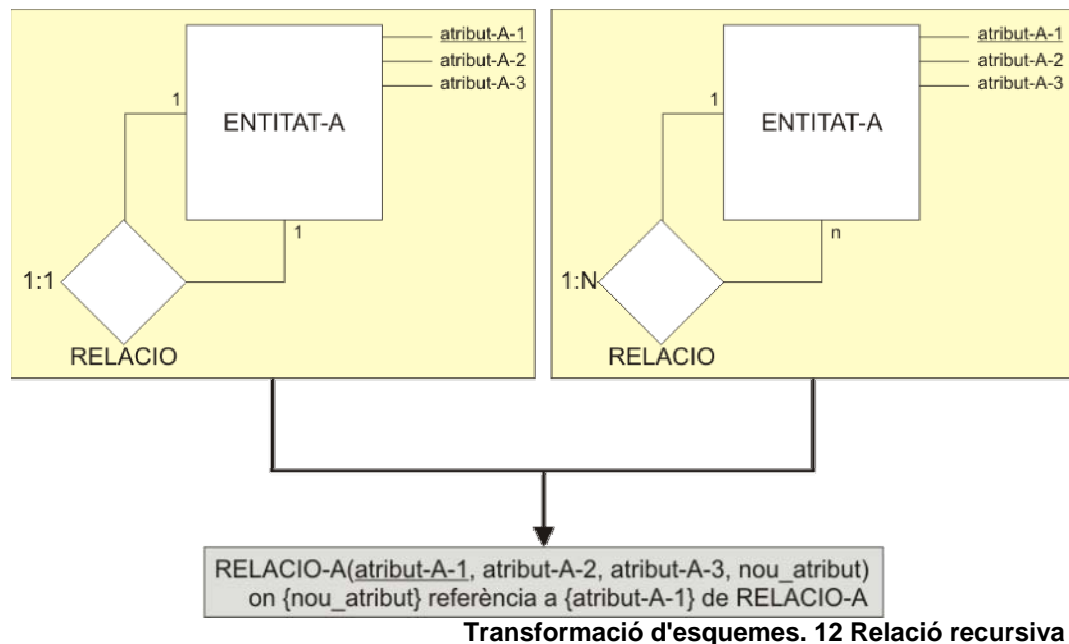 atribut-A-1
atribut-A-2
atribut-A-3
1
ENTITAT-A
1
1:1
RELACIO
atribut-A-1
atribut-A-2
atribut-A-3
1
ENTITAT-A
n
1:N
RELACIO
RELACIO-A(atribut-A-1, atribut-A-2, atribut-A-3, nou_atribut)
on {nou_atribut} referència a {atribut-A-1} de RELACIO-A
Transformació d'esquemes. 12 Relació recursiva